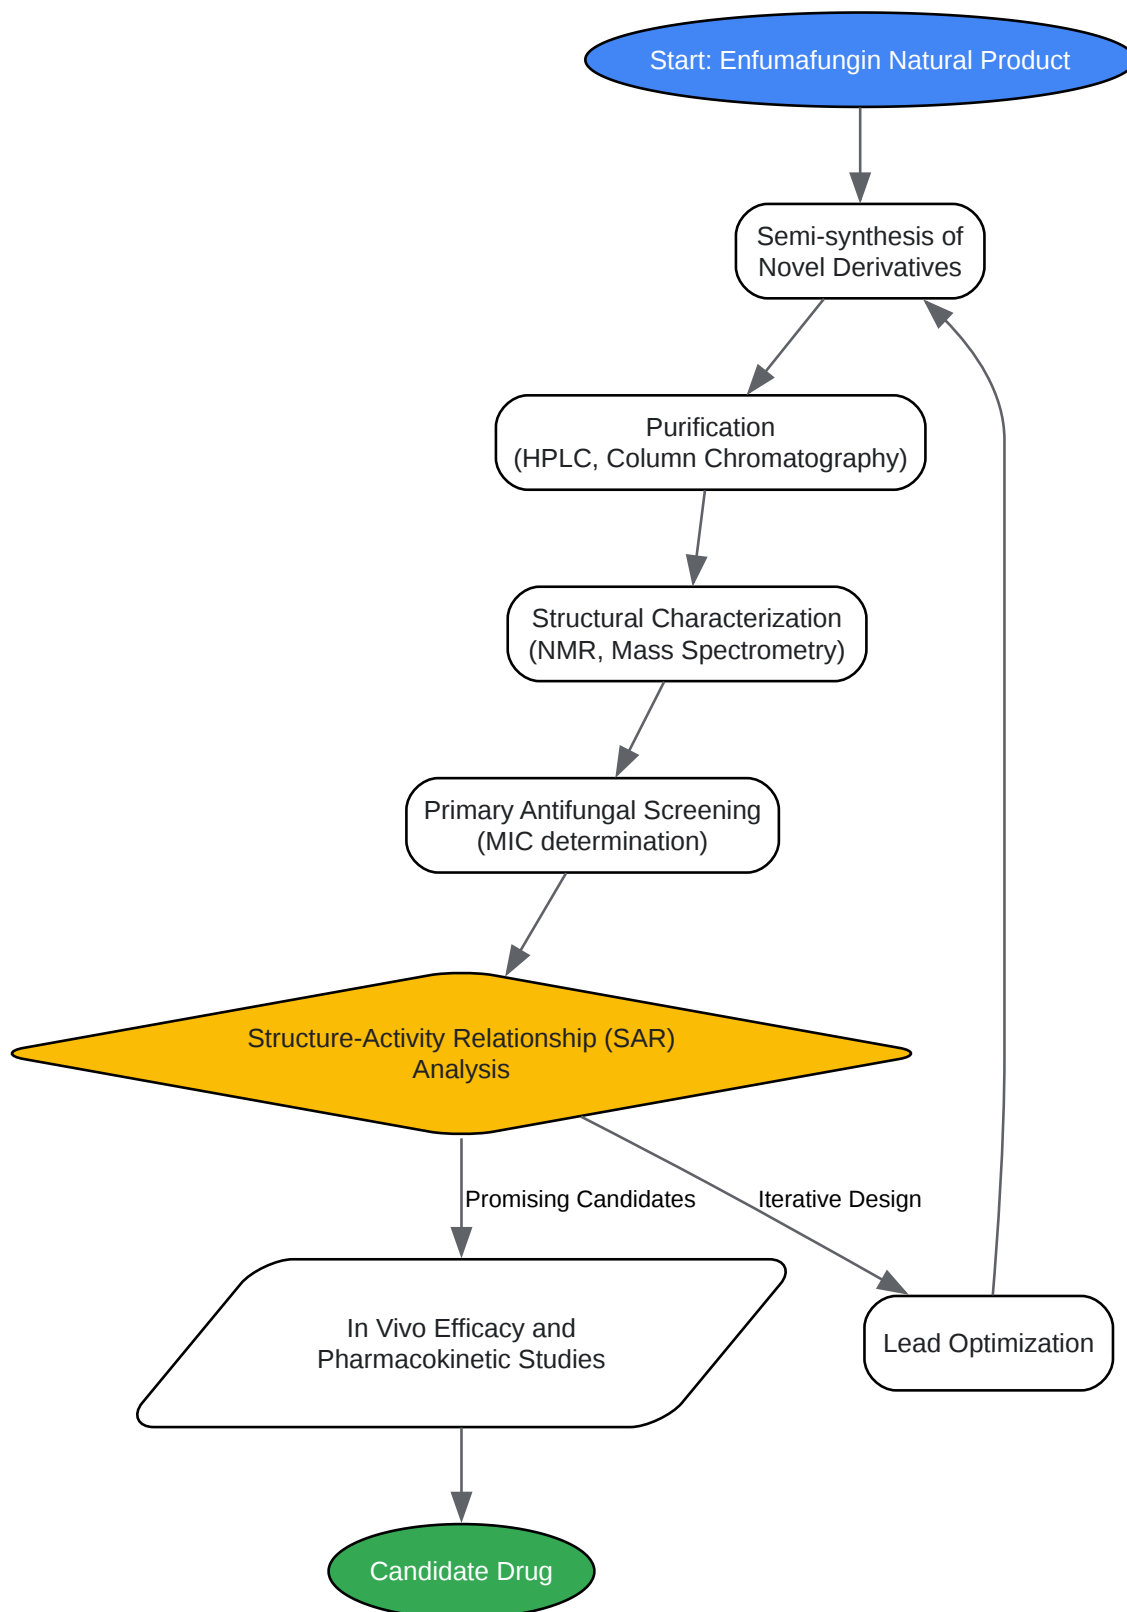 Start: Enfumafungin Natural Product
Semi-synthesis of
Novel Derivatives
Purification
(HPLC, Column Chromatography)
Structural Characterization
(NMR, Mass Spectrometry)
Primary Antifungal Screening
(MIC determination)
Structure-Activity Relationship (SAR)
Analysis
Promising Candidates
Iterative Design
In Vivo Efficacy and
Pharmacokinetic Studies
Lead Optimization
Candidate Drug